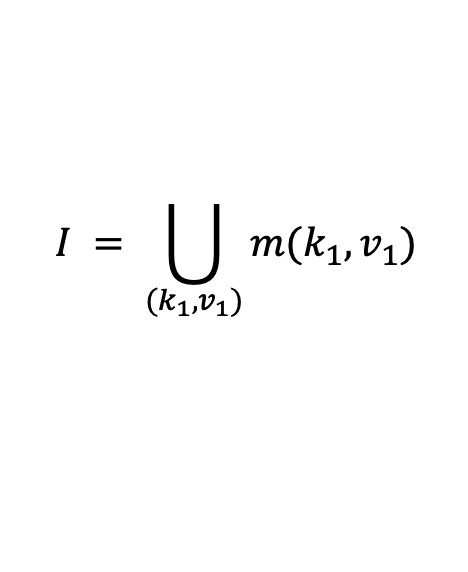 I = ⋃ m(k₁, v₁)
(k₁,v₁)